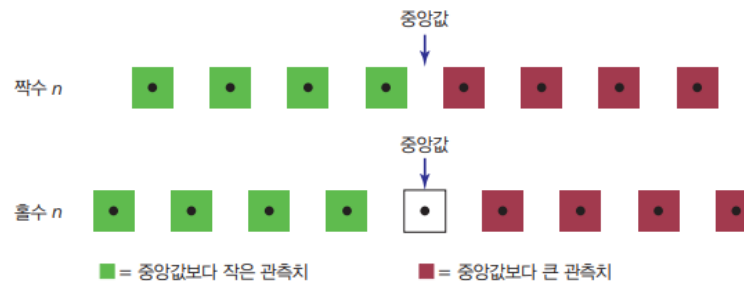 중앙값
짝수 n
중앙값
홀수 n
= 중앙값보다 작은 관측치
= 중앙값보다 큰 관측치